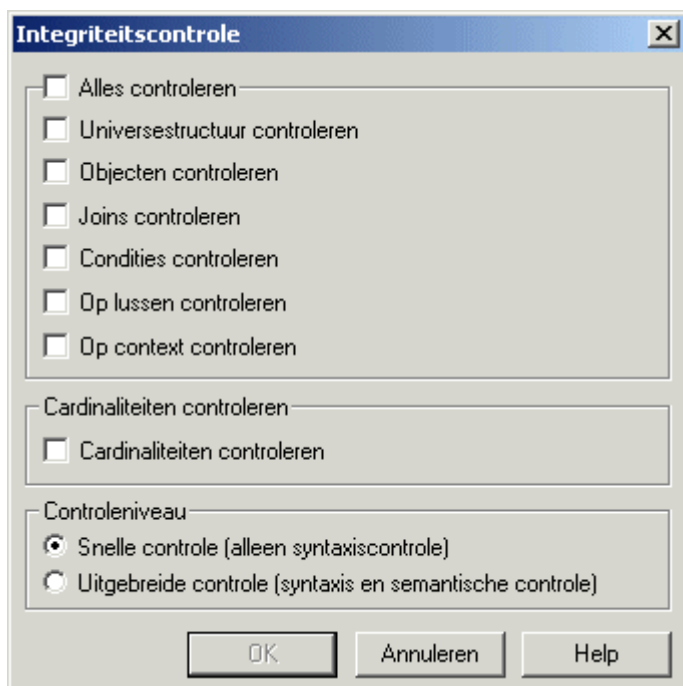 Integriteitscontrole
Alles controleren
Universestructuur controleren
Objecten controleren
Joins controleren
Condities controleren
Op lussen controleren
Op context controleren
Cardinaliteiten controleren
Cardinaliteiten controleren
Controleniveau
Snelle controle (alleen syntaxiscontrole)
Uitgebreide controle (syntaxis en semantische controle)
OK Annuleren Help